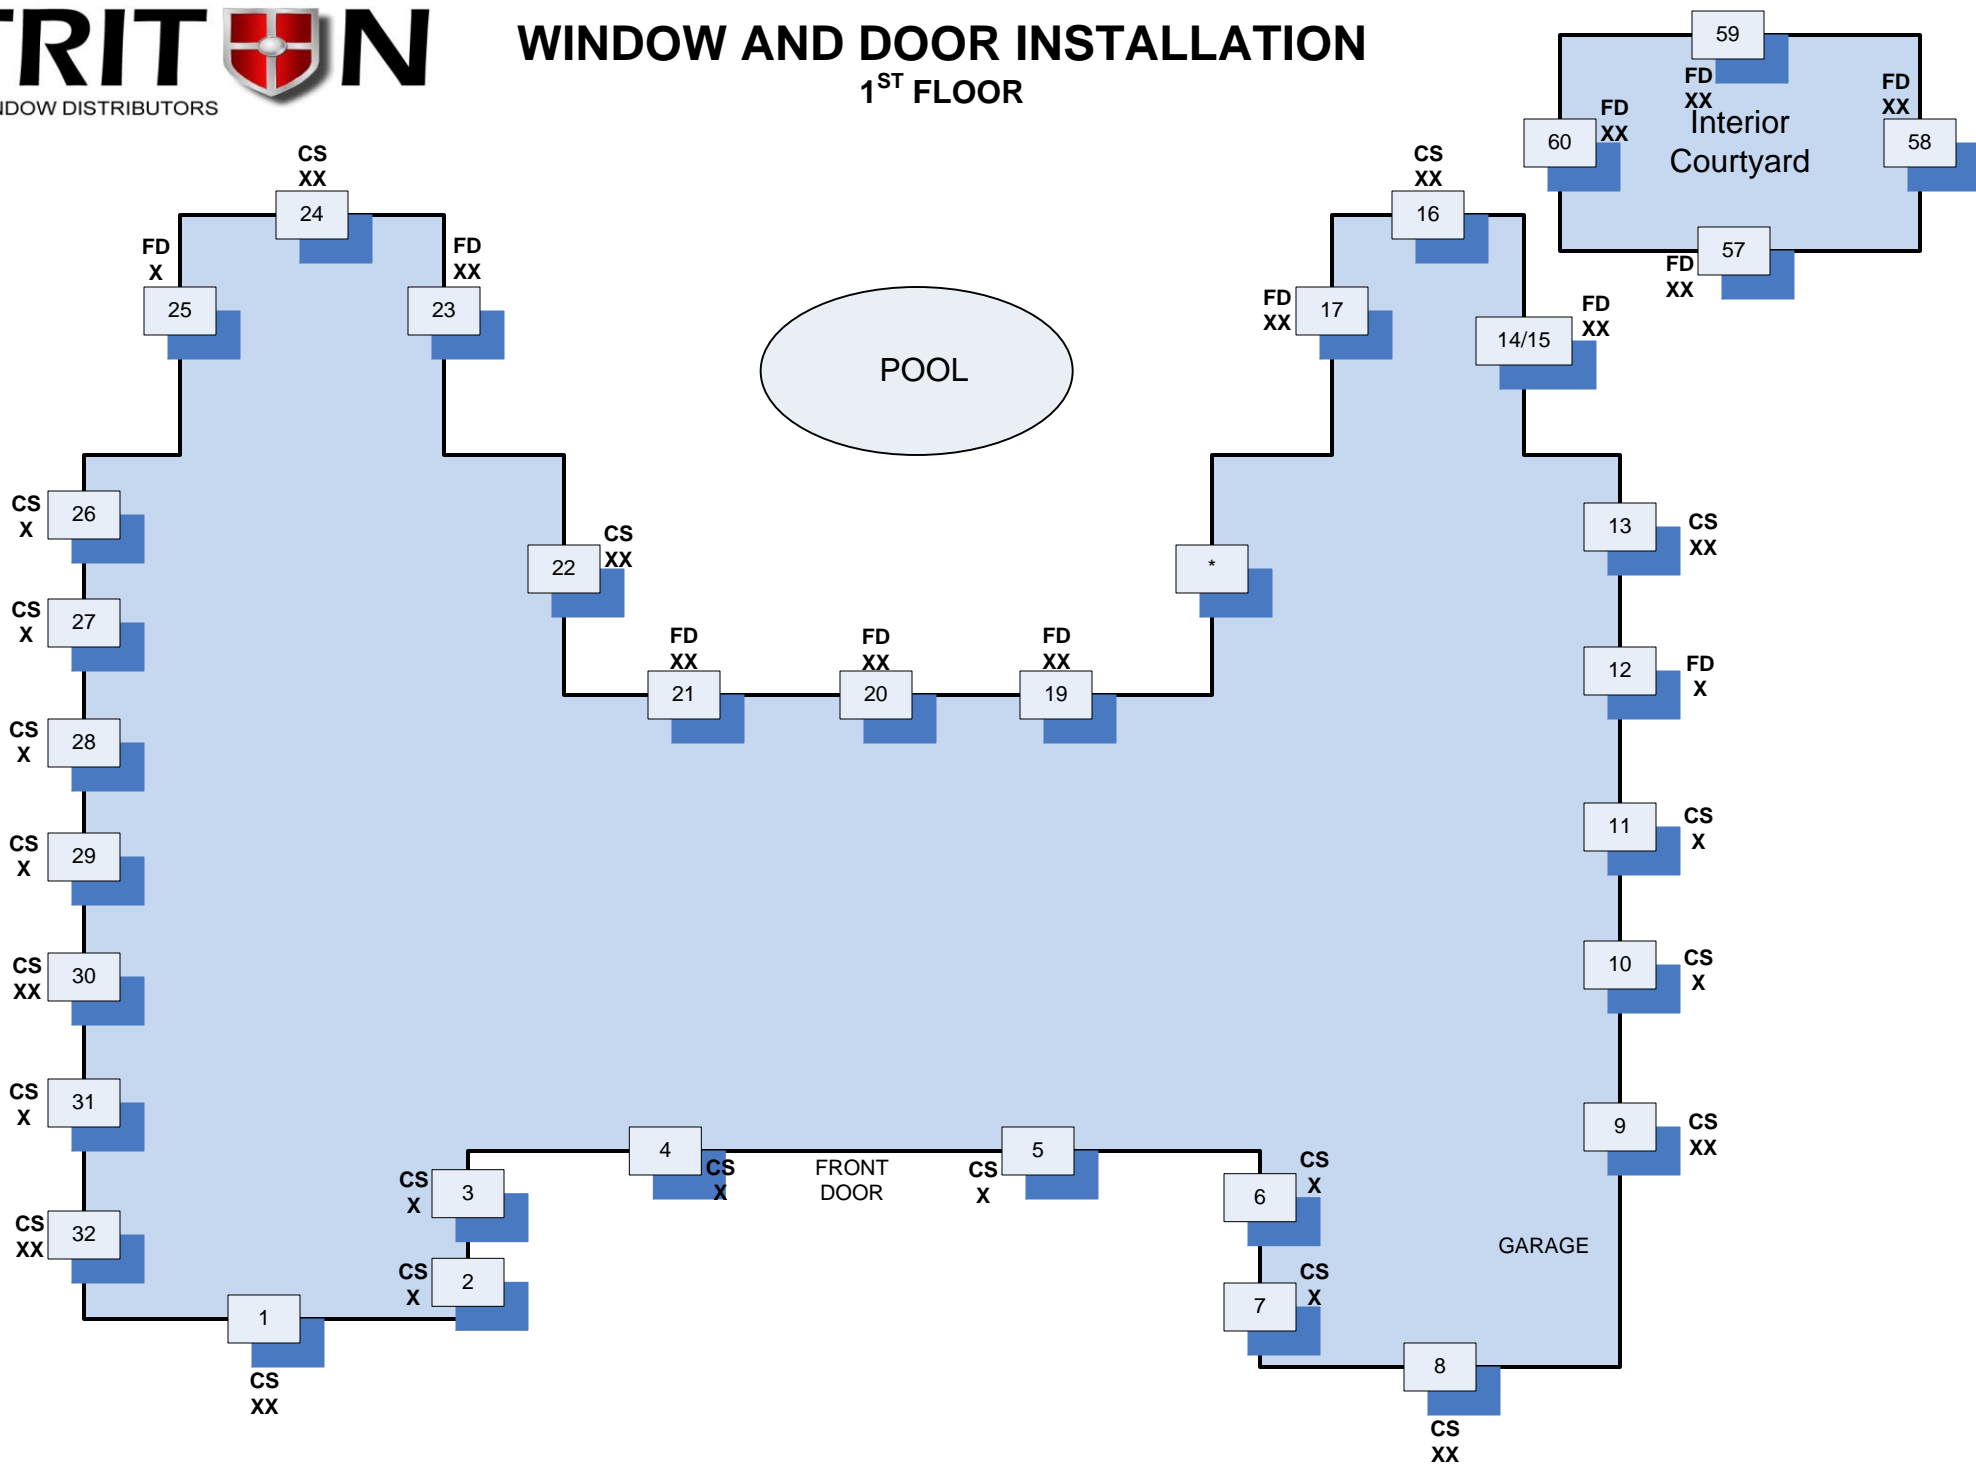 TRITON
NDOW DISTRIBUTORS
WINDOW AND DOOR INSTALLATION
1ST FLOOR
59
FD
XX
FD
XX
60
FD
XX
58
Interior
Courtyard
57
FD
XX
CS
XX
24
FD
X
25
FD
XX
23
POOL
CS
XX
16
FD
XX
17
FD
XX
14/15
CS
X
26
CS
X
27
CS
X
28
CS
X
29
CS
XX
30
CS
X
31
CS
XX
32
CS
XX
22
FD
XX
21
FD
XX
20
FD
XX
19
*
13
CS
XX
12
FD
X
11
CS
X
10
CS
X
9
CS
XX
4
CS
X
FRONT
DOOR
5
CS
X
CS
X
3
CS
X
2
CS
X
6
CS
X
7
GARAGE
1
CS
XX
8
CS
XX